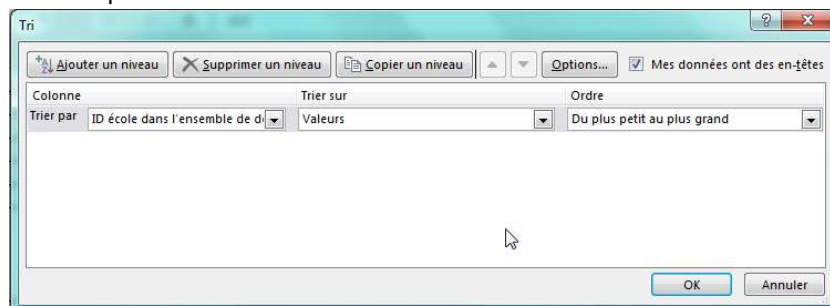 Tri
Ajouter un niveau Supprimer un niveau Copier un niveau Options... Mes données ont des en-têtes
Colonne Trier sur Ordre
Trier par ID école dans l'ensemble de d Valeurs Du plus petit au plus grand
OK Annuler